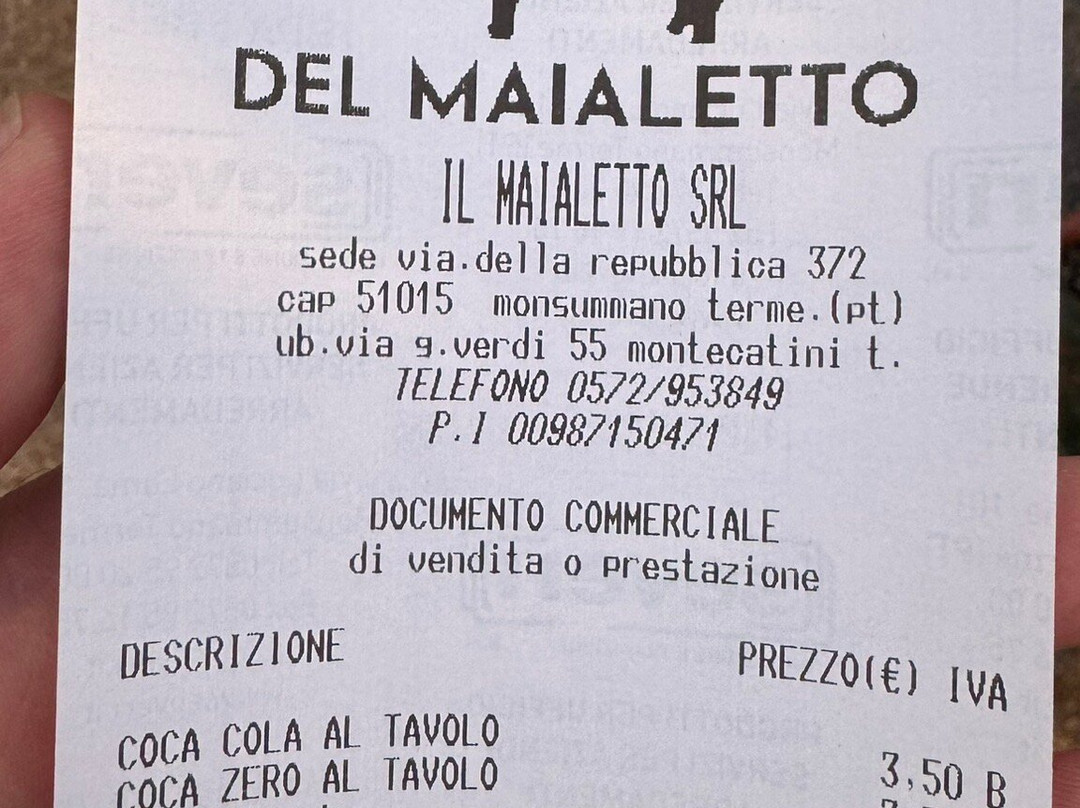 DEL MAIALETTO
IL MAIALETTO SRL
sede via.della repubblica 372
cap 51015 monsummano terme.(pt)
ub.via g.verdi 55 montecatini t.
TELEFONO 0572/953849
P.I 00987150471
DOCUMENTO COMMERCIALE
di vendita o prestazione
DESCRIZIONE PREZZO(€) IVA
COCA COLA AL TAVOLO 3,50 B
COCA ZERO AL TAVOLO